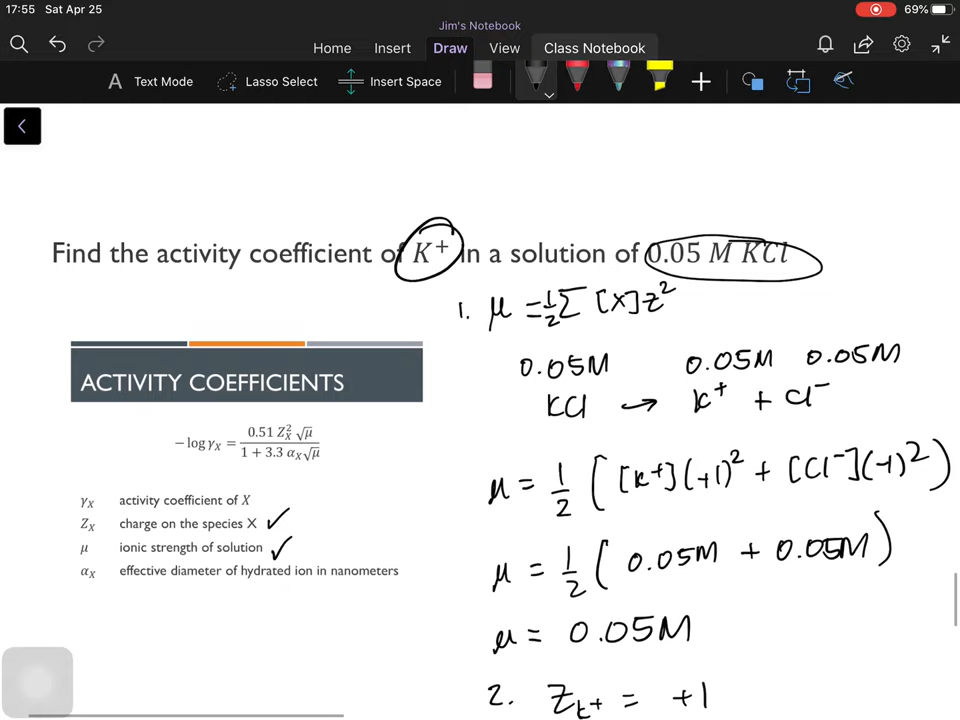 17:55 Sat Apr 25 69%
Jim's Notebook
Home Insert Draw View Class Notebook
Text Mode Lasso Select Insert Space
Find the activity coefficient of K⁺ in a solution of 0.05 M KCl
1. μ = ½ Σ [X]z²
0.05M 0.05M 0.05M
KCl → K⁺ + Cl⁻
μ = 1/2 ([K⁺](+1)² + [Cl⁻](-1)²)
μ = 1/2 (0.05M + 0.05M)
μ = 0.05M
2. Z_K+ = +1
ACTIVITY COEFFICIENTS
− log γ_X = 0.51 Z_X² √μ / 1 + 3.3 α_X√μ
γ_X activity coefficient of X
Z_X charge on the species X ✓
μ ionic strength of solution ✓
α_X effective diameter of hydrated ion in nanometers